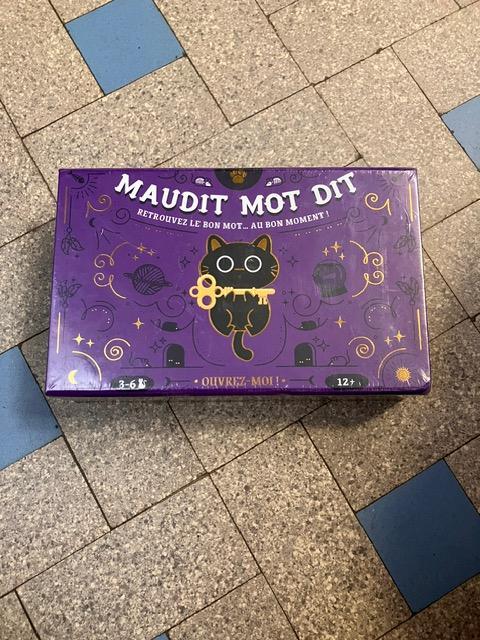 MAUDIT MOT DIT
RETROUVEZ LE BON MOT... AU BON MOMENT !
3-6
• OUVREZ-MOI ! •
12+